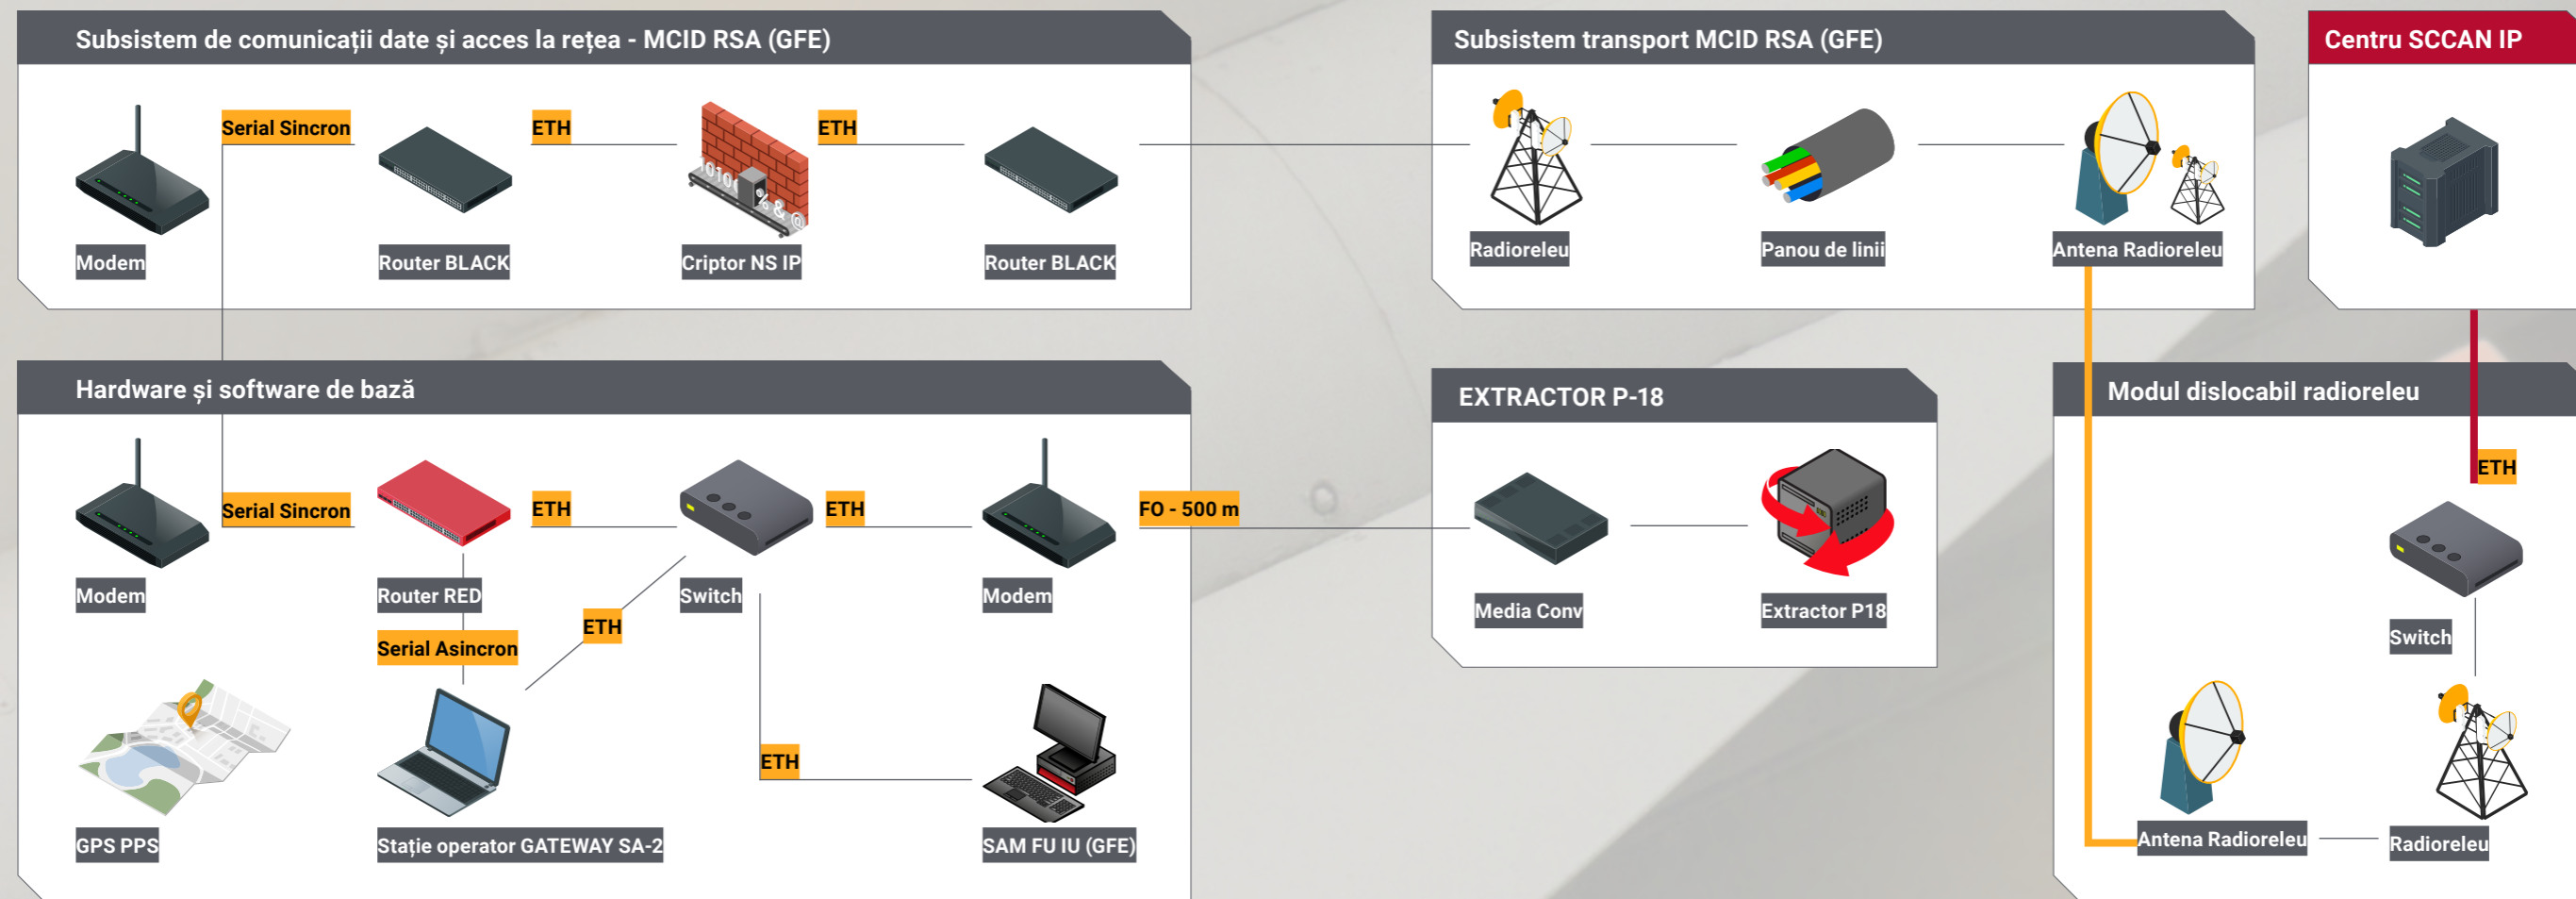 Subsistem de comunicații date și acces la rețea - MCID RSA (GFE)
Serial Sincron
ETH
ETH
10100
% & @
Modem
Router BLACK
Criptor NS IP
Router BLACK
Subsistem transport MCID RSA (GFE)
Radioreleu
Panou de linii
Antena Radioreleu
Centru SCCAN IP
Hardware și software de bază
Serial Sincron
ETH
ETH
FO - 500 m
Modem
Router RED
Switch
Modem
Serial Asincron
ETH
ETH
GPS PPS
Stație operator GATEWAY SA-2
SAM FU IU (GFE)
EXTRACTOR P-18
Media Conv
Extractor P18
Modul dislocabil radioreleu
ETH
Switch
Antena Radioreleu
Radioreleu